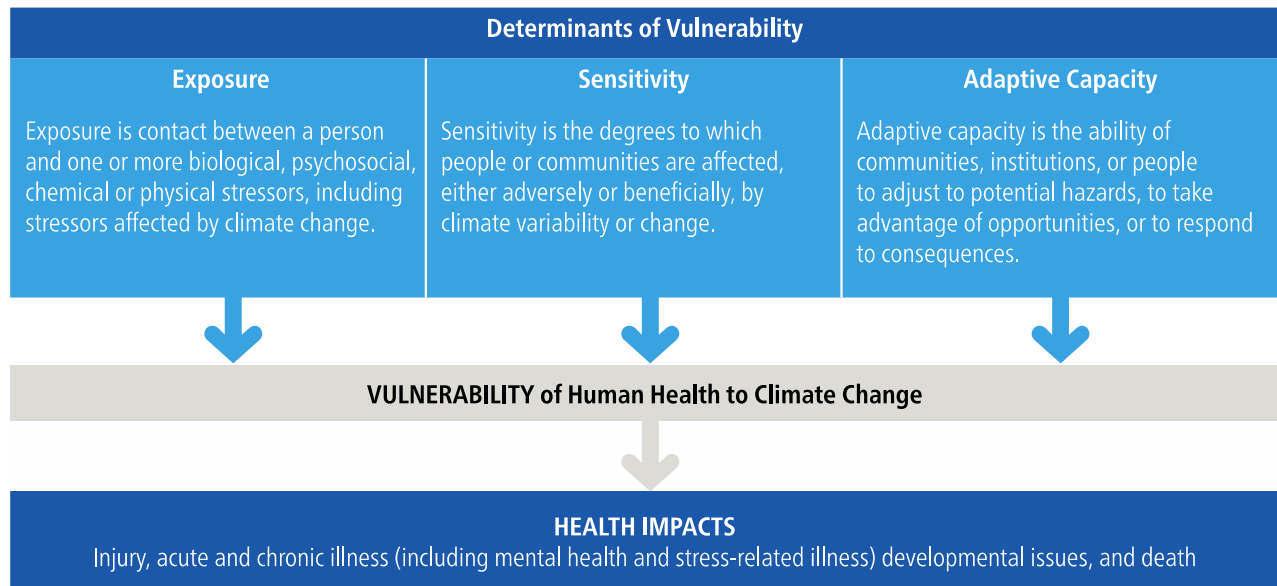 Determinants of Vulnerability
Exposure
Exposure is contact between a person
and one or more biological, psychosocial,
chemical or physical stressors, including
stressors affected by climate change.
Sensitivity
Sensitivity is the degrees to which
people or communities are affected,
either adversely or beneficially, by
climate variability or change.
Adaptive Capacity
Adaptive capacity is the ability of
communities, institutions, or people
to adjust to potential hazards, to take
advantage of opportunities, or to respond
to consequences.
VULNERABILITY of Human Health to Climate Change
HEALTH IMPACTS
Injury, acute and chronic illness (including mental health and stress-related illness) developmental issues, and death